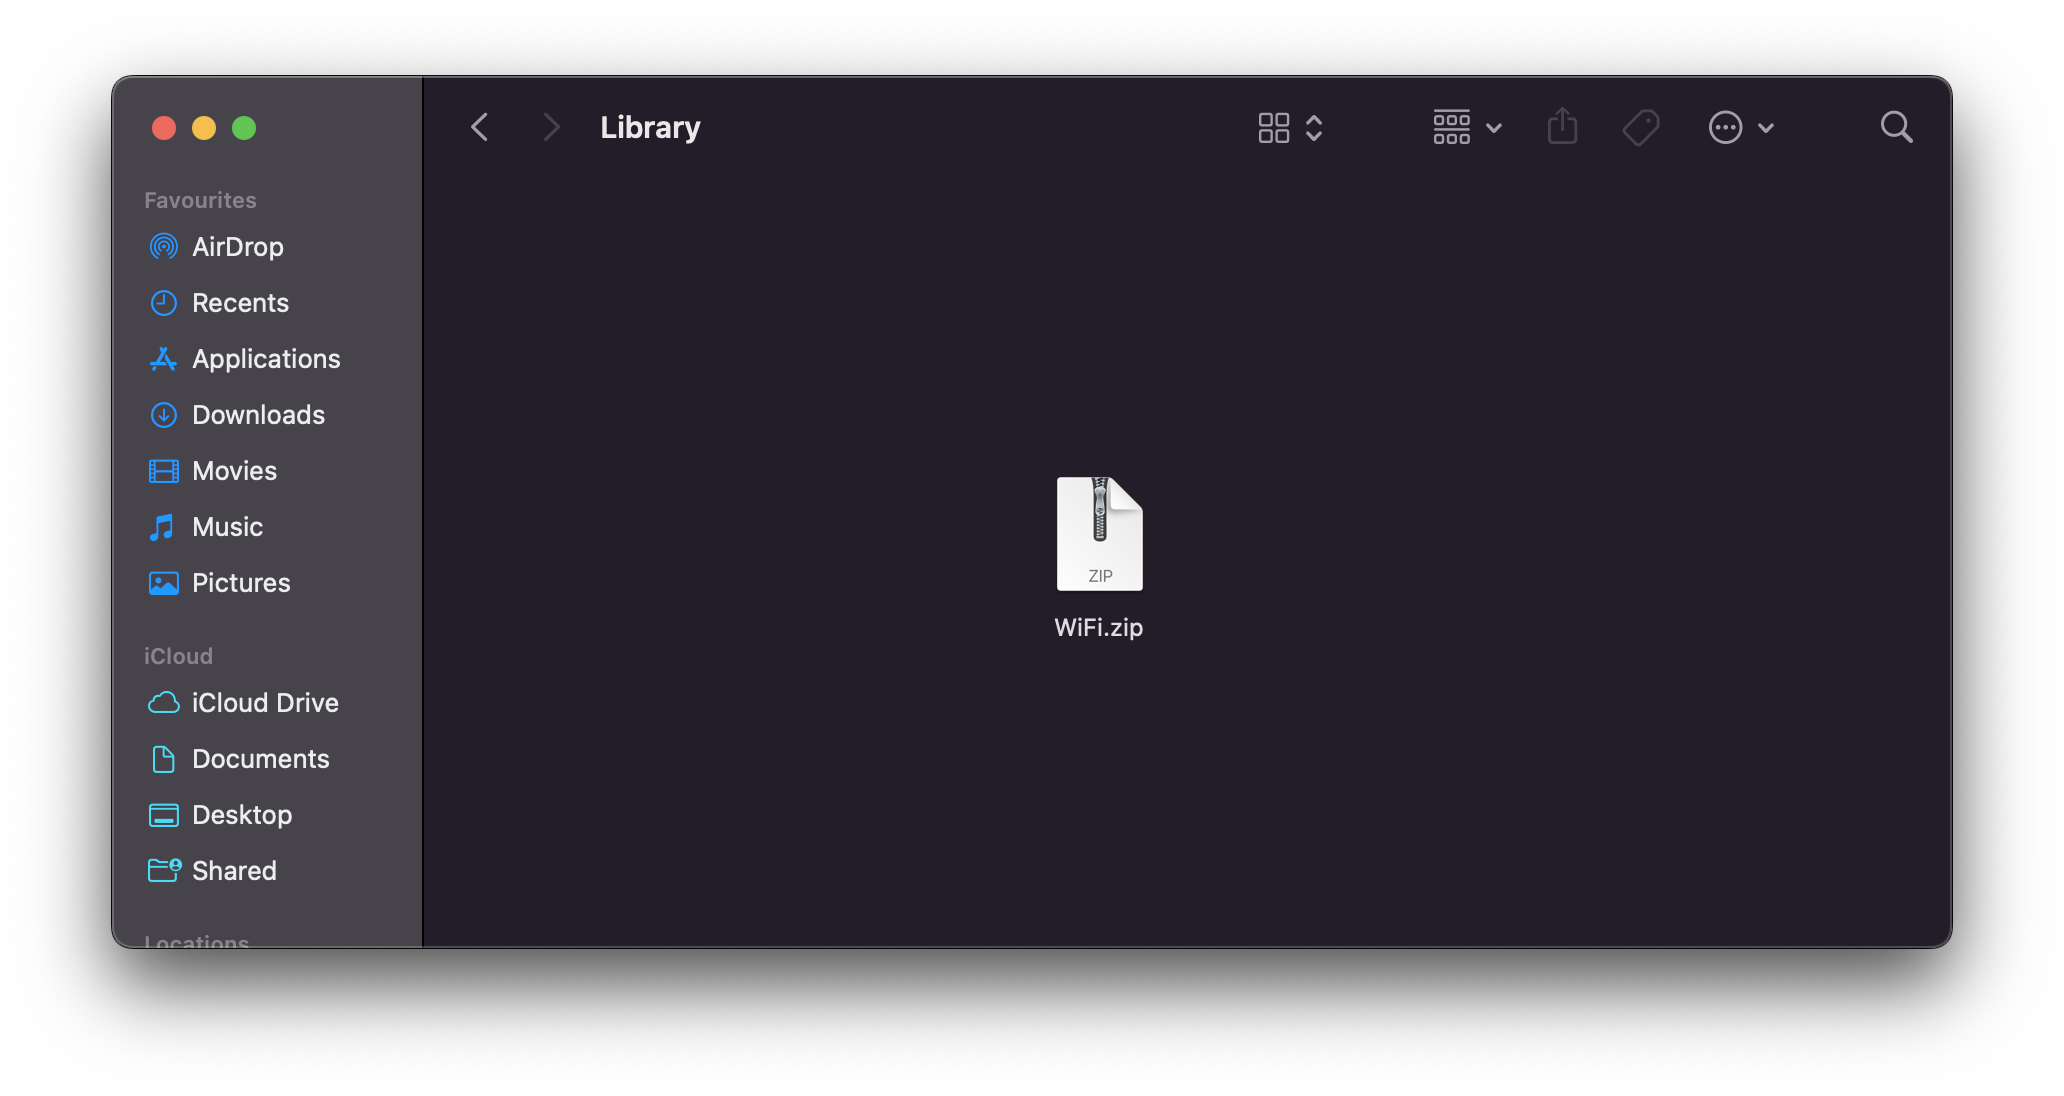 Library
Favourites
AirDrop
Recents
Applications
Downloads
Movies
Music
Pictures
iCloud
iCloud Drive
Documents
Desktop
Shared
Locations
ZIP
WiFi.zip